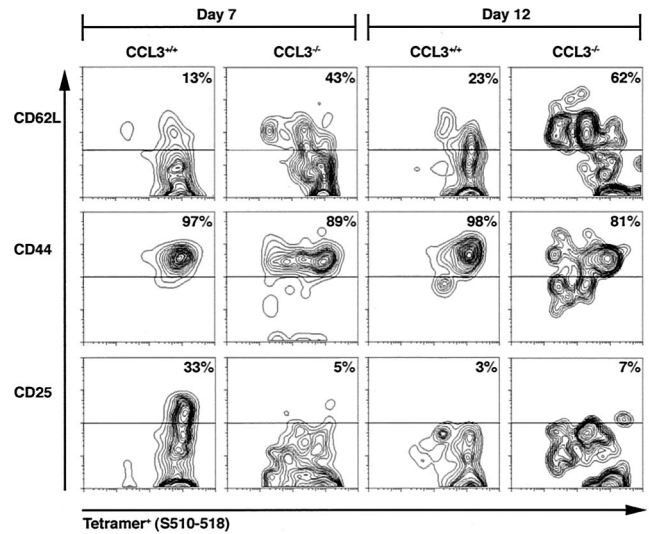 Day 7 Day 12
CCL3+/+ CCL3-/- CCL3+/+ CCL3-/-
CD62L 13% 43% 23% 62%
CD44 97% 89% 98% 81%
CD25 33% 5% 3% 7%
Tetramer+ (S510-518)